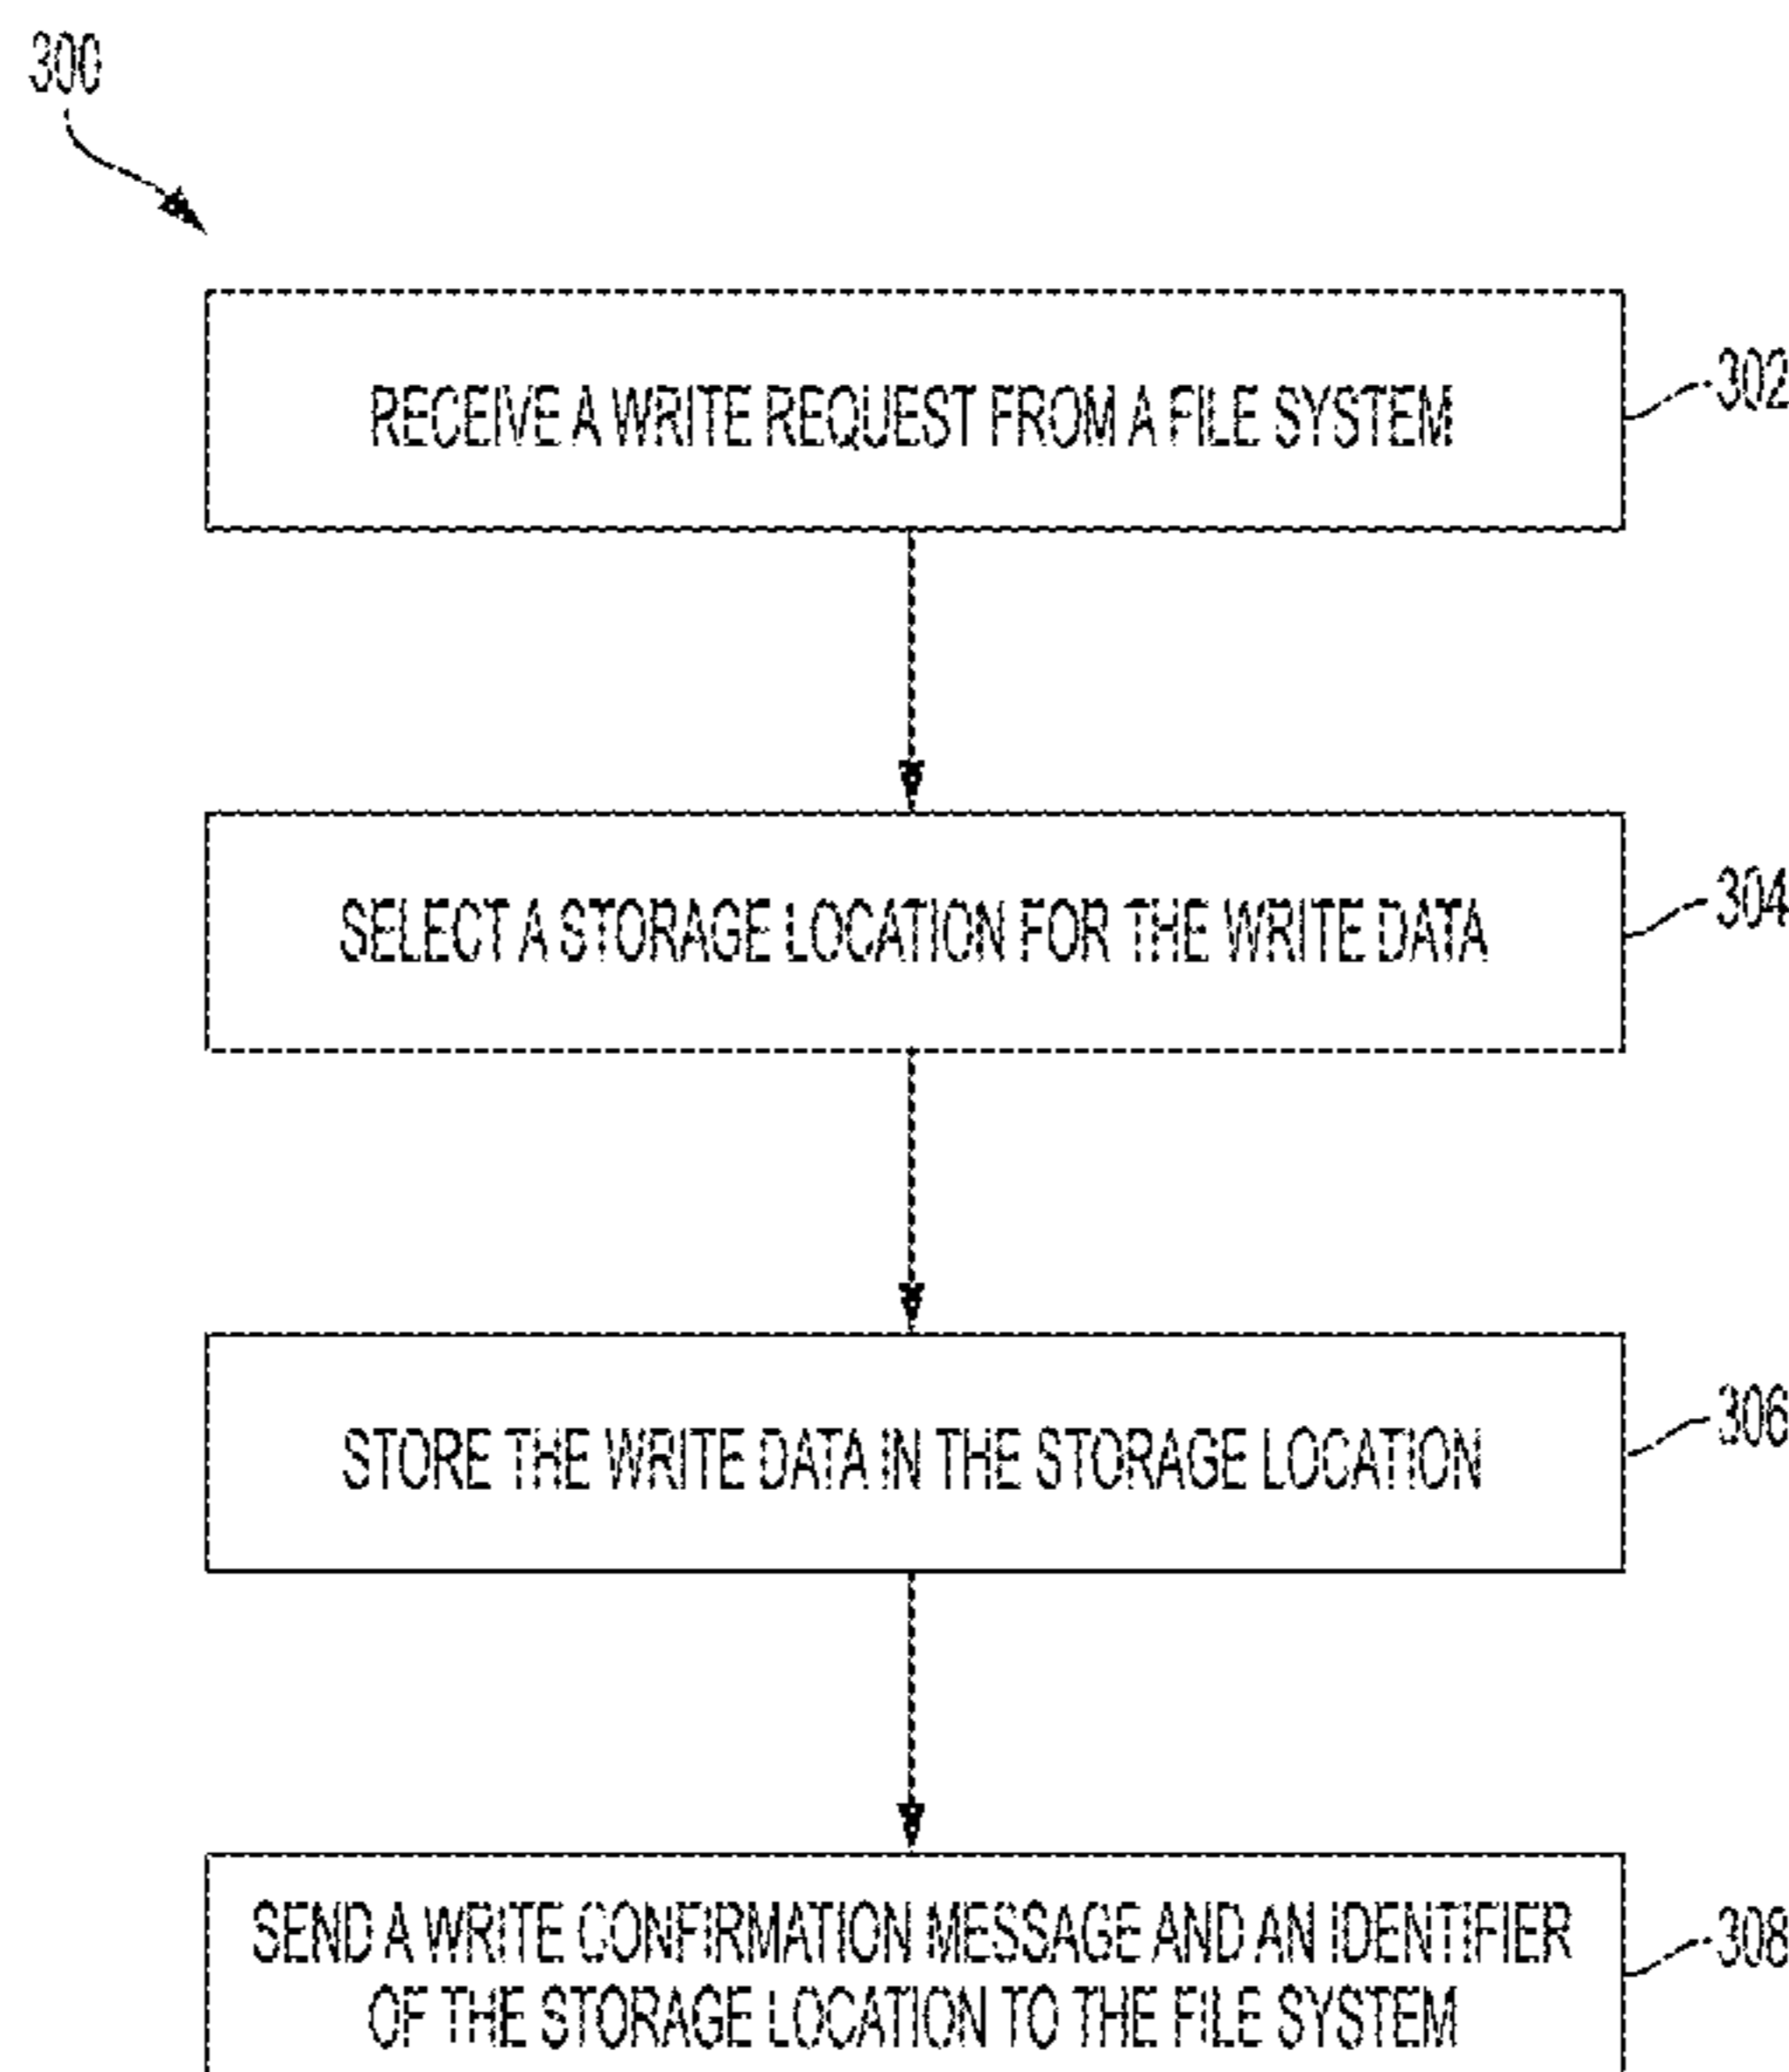 300
RECEIVE A WRITE REQUEST FROM A FILE SYSTEM
302
SELECT A STORAGE LOCATION FOR THE WRITE DATA
304
STORE THE WRITE DATA IN THE STORAGE LOCATION
306
SEND A WRITE CONFIRMATION MESSAGE AND AN IDENTIFIER
OF THE STORAGE LOCATION TO THE FILE SYSTEM
308